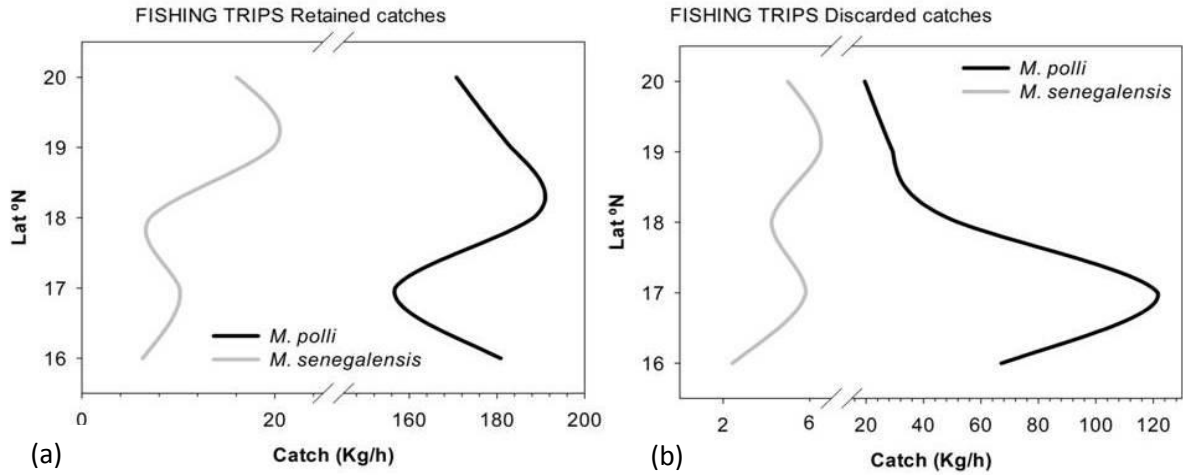 FISHING TRIPS Retained catches
20
19
18
17
16
Lat ºN
M. polli
M. senegalensis
0
20
160
180
200
Catch (Kg/h)
(a)
FISHING TRIPS Discarded catches
M. polli
M. senegalensis
20
19
18
17
16
Lat ºN
2
6
20
40
60
80
100
120
Catch (Kg/h)
(b)